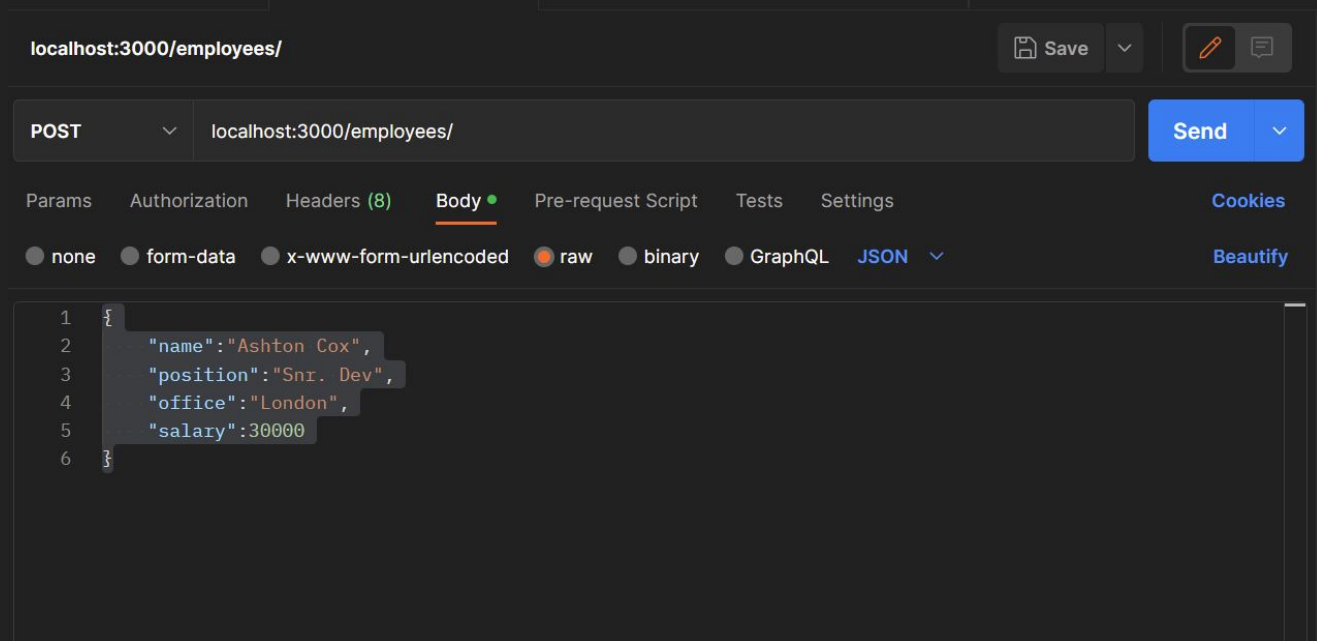 localhost:3000/employees/
Save
POST
localhost:3000/employees/
Send
Params Authorization Headers (8) Body Pre-request Script Tests Settings Cookies
none form-data x-www-form-urlencoded raw binary GraphQL JSON Beautify
1 {
2 "name":"Ashton Cox",
3 "position":"Snr. Dev",
4 "office":"London",
5 "salary":30000
6 }